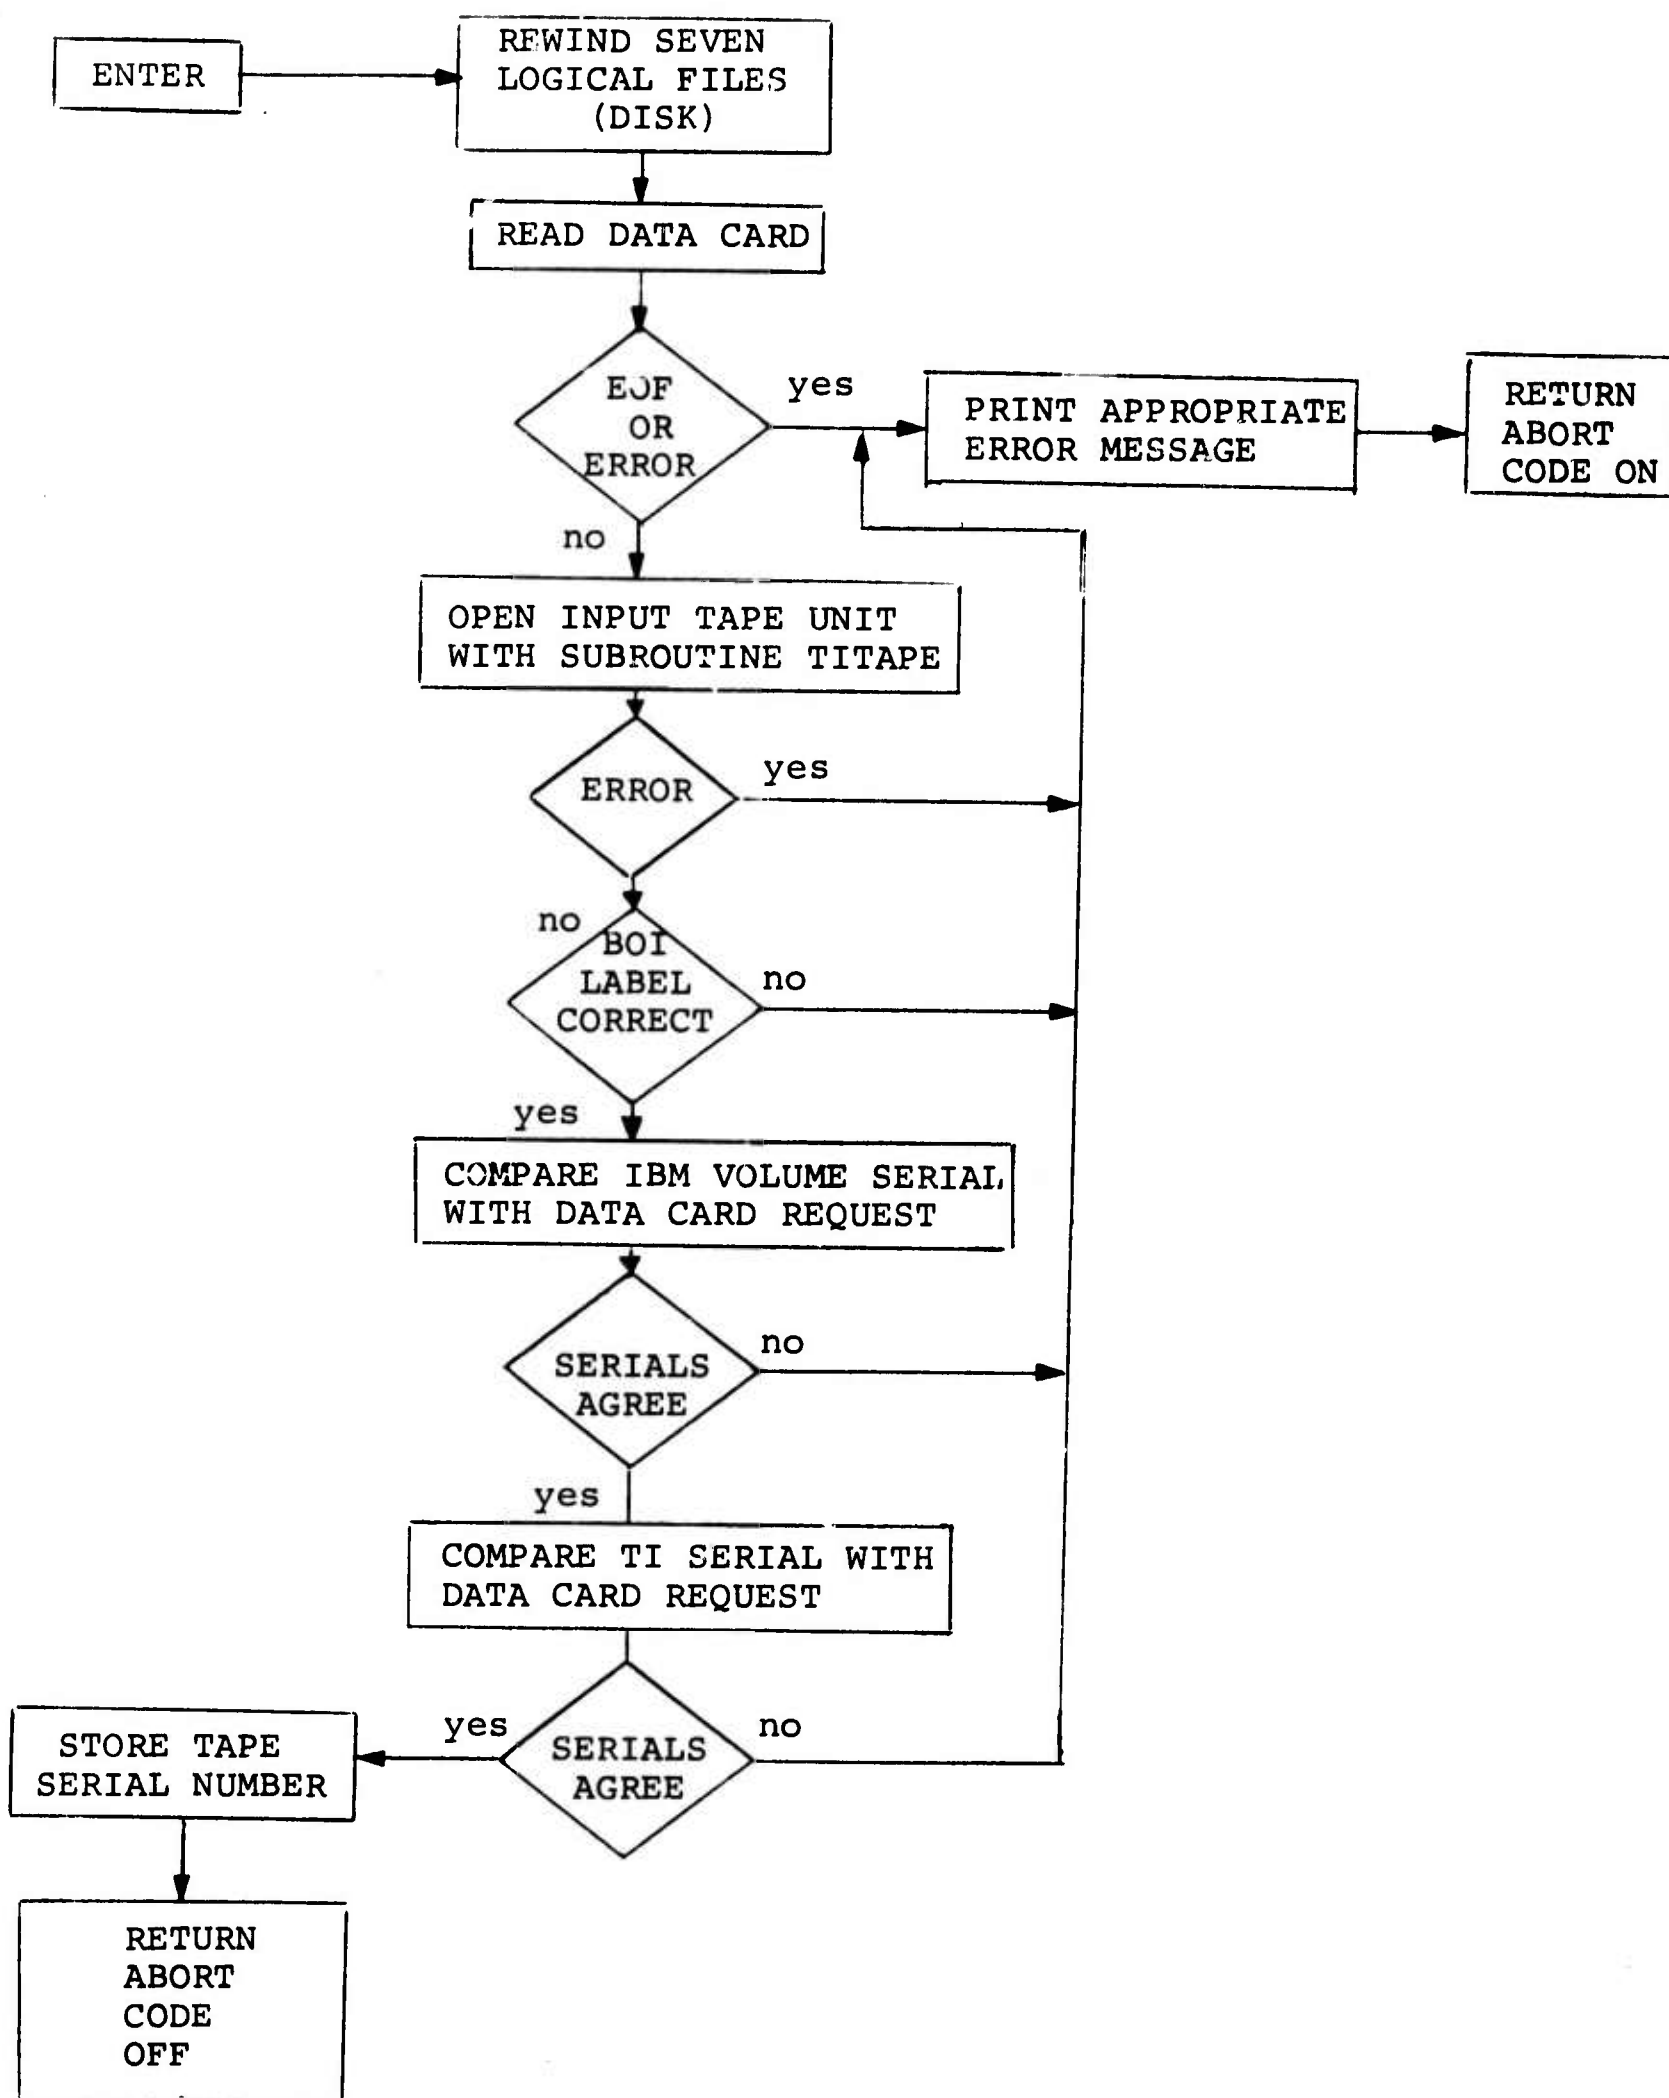 ENTER
REWIND SEVEN
LOGICAL FILES
(DISK)
READ DATA CARD
EOF
OR
ERROR
yes
PRINT APPROPRIATE
ERROR MESSAGE
RETURN
ABORT
CODE ON
no
OPEN INPUT TAPE UNIT
WITH SUBROUTINE TITAPE
ERROR
yes
no
BOI
LABEL
CORRECT
no
yes
COMPARE IBM VOLUME SERIAL
WITH DATA CARD REQUEST
SERIALS
AGREE
no
yes
COMPARE TI SERIAL WITH
DATA CARD REQUEST
SERIALS
AGREE
yes
no
STORE TAPE
SERIAL NUMBER
RETURN
ABORT
CODE
OFF